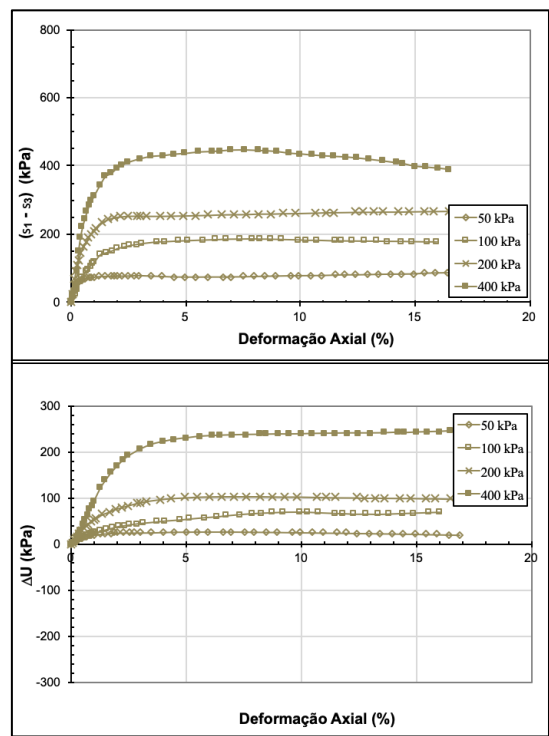 800
600
400
200
0
(s1 - s3) (kPa)
0 5 10 15 20
Deformação Axial (%)
50 kPa
100 kPa
200 kPa
400 kPa
300
200
100
0
-100
-200
-300
ΔU (kPa)
0 5 10 15 20
50 kPa
100 kPa
200 kPa
400 kPa
Deformação Axial (%)